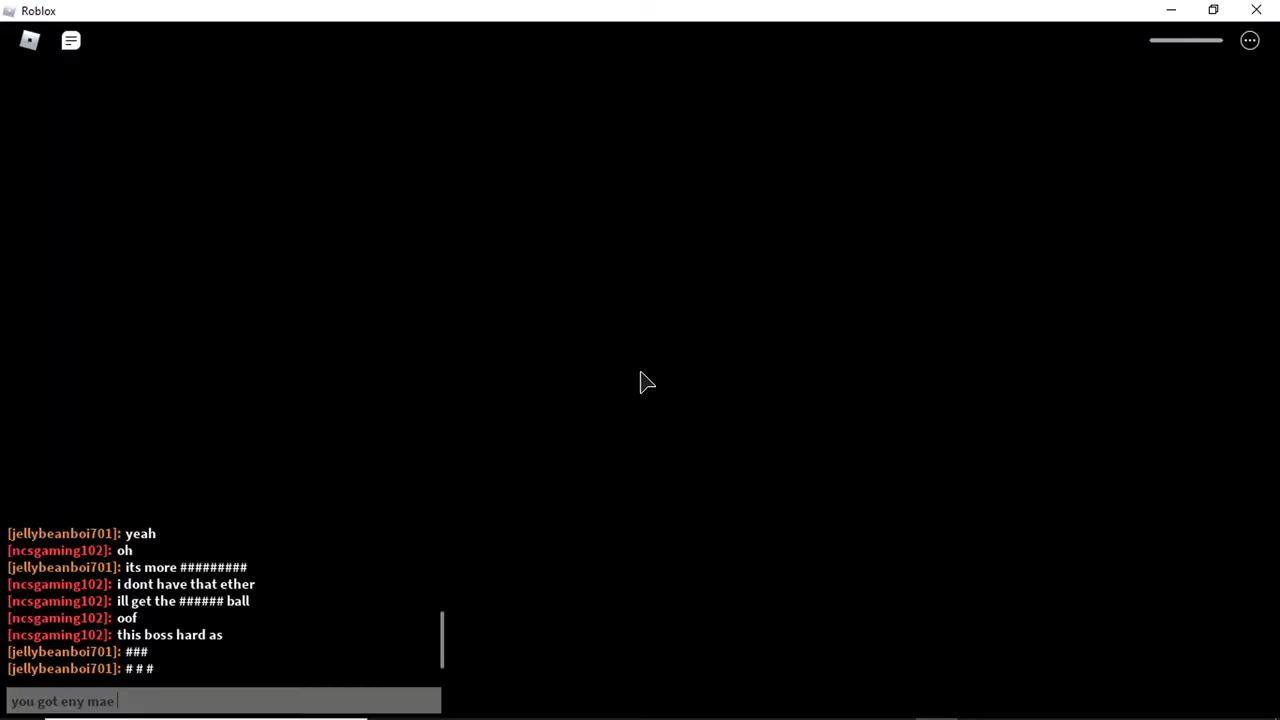 Roblox
[jellybeanboi701]: yeah
[ncsgaming102]: oh
[jellybeanboi701]: its more #########
[ncsgaming102]: i dont have that ether
[ncsgaming102]: ill get the ###### ball
[ncsgaming102]: oof
[ncsgaming102]: this boss hard as
[jellybeanboi701]: ###
[jellybeanboi701]: # # #
you got eny mae